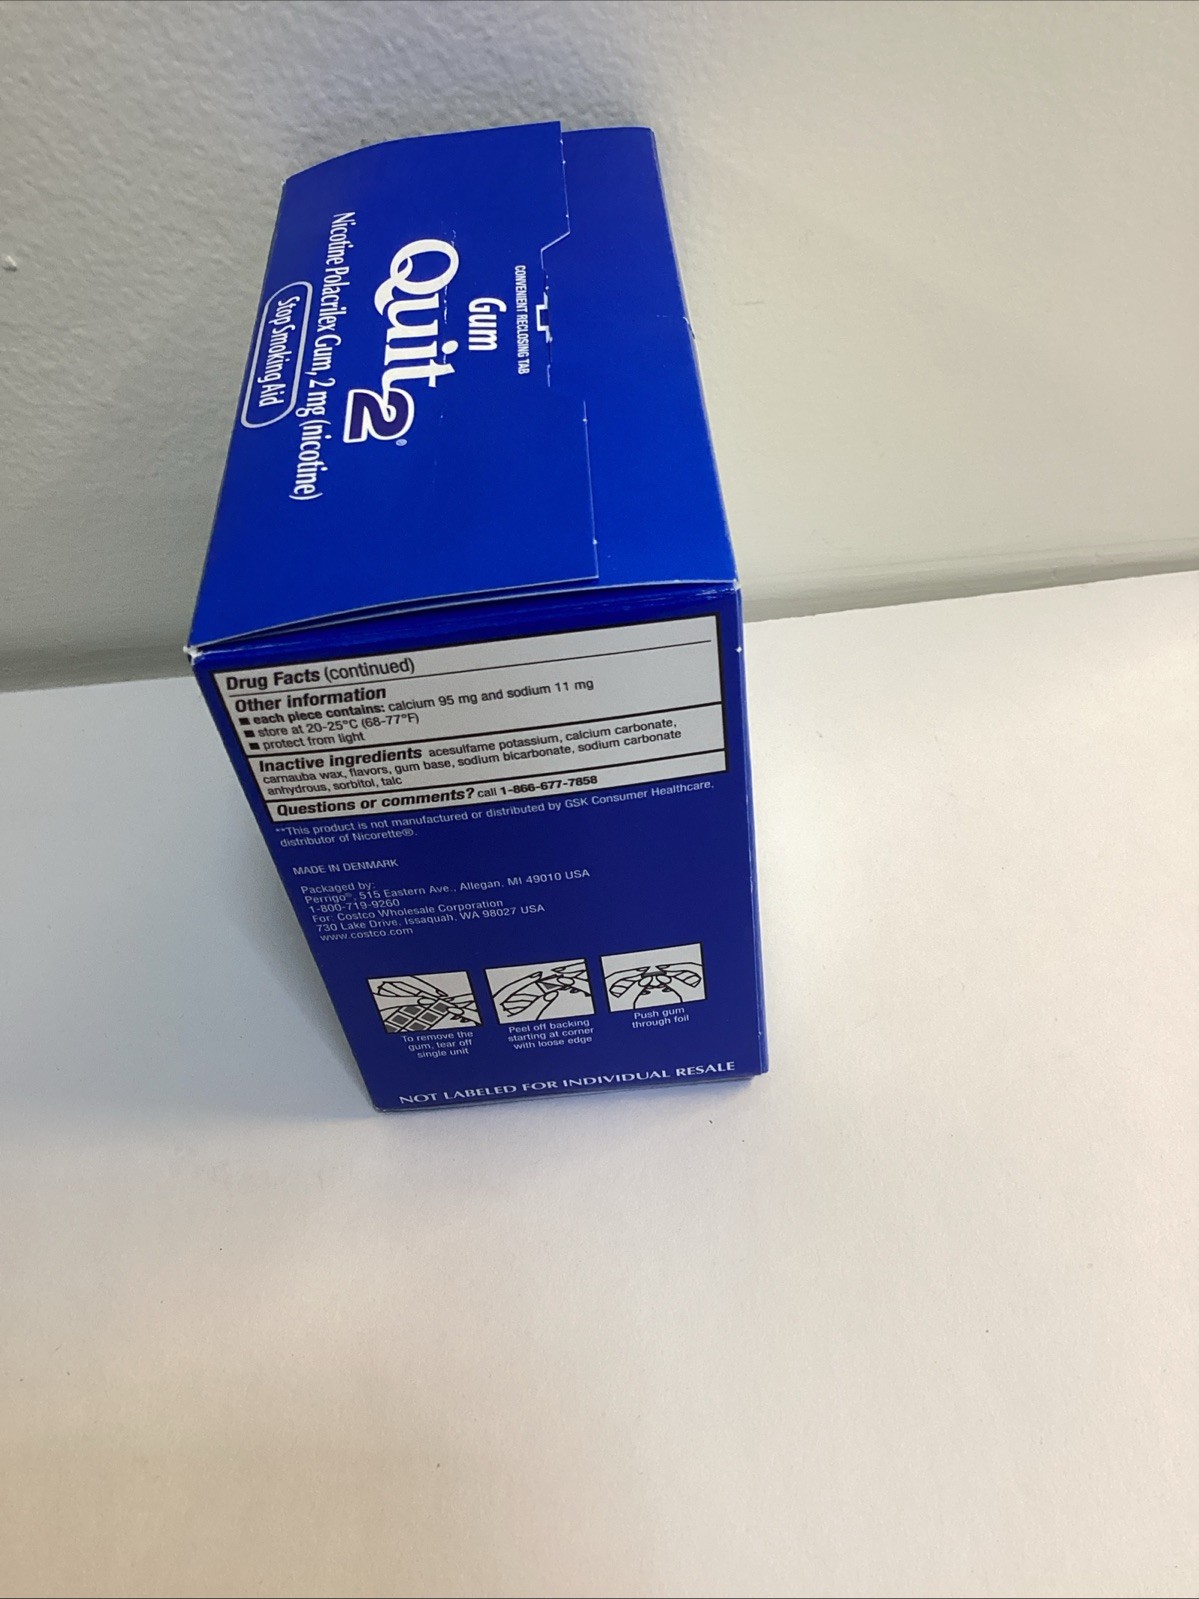 CONVENIENT RECLOSING TAB
Gum
Quit2®
Nicotine Polacrilex Gum, 2 mg (nicotine)
Stop Smoking Aid
Drug Facts (continued)
Other information
■ each piece contains: calcium 95 mg and sodium 11 mg
■ store at 20-25°C (68-77°F)
■ protect from light
Inactive ingredients acesulfame potassium, calcium carbonate,
carnauba wax, flavors, gum base, sodium bicarbonate, sodium carbonate
anhydrous, sorbitol, talc
Questions or comments? call 1-866-677-7858
**This product is not manufactured or distributed by GSK Consumer Healthcare,
distributor of Nicorette®.
MADE IN DENMARK
Packaged by:
Perrigo®, 515 Eastern Ave., Allegan, MI 49010 USA
1-800-719-9260
For: Costco Wholesale Corporation
730 Lake Drive, Issaquah, WA 98027 USA
www.costco.com
To remove the
gum, tear off
single unit
Peel off backing
starting at corner
with loose edge
Push gum
through foil
NOT LABELED FOR INDIVIDUAL RESALE